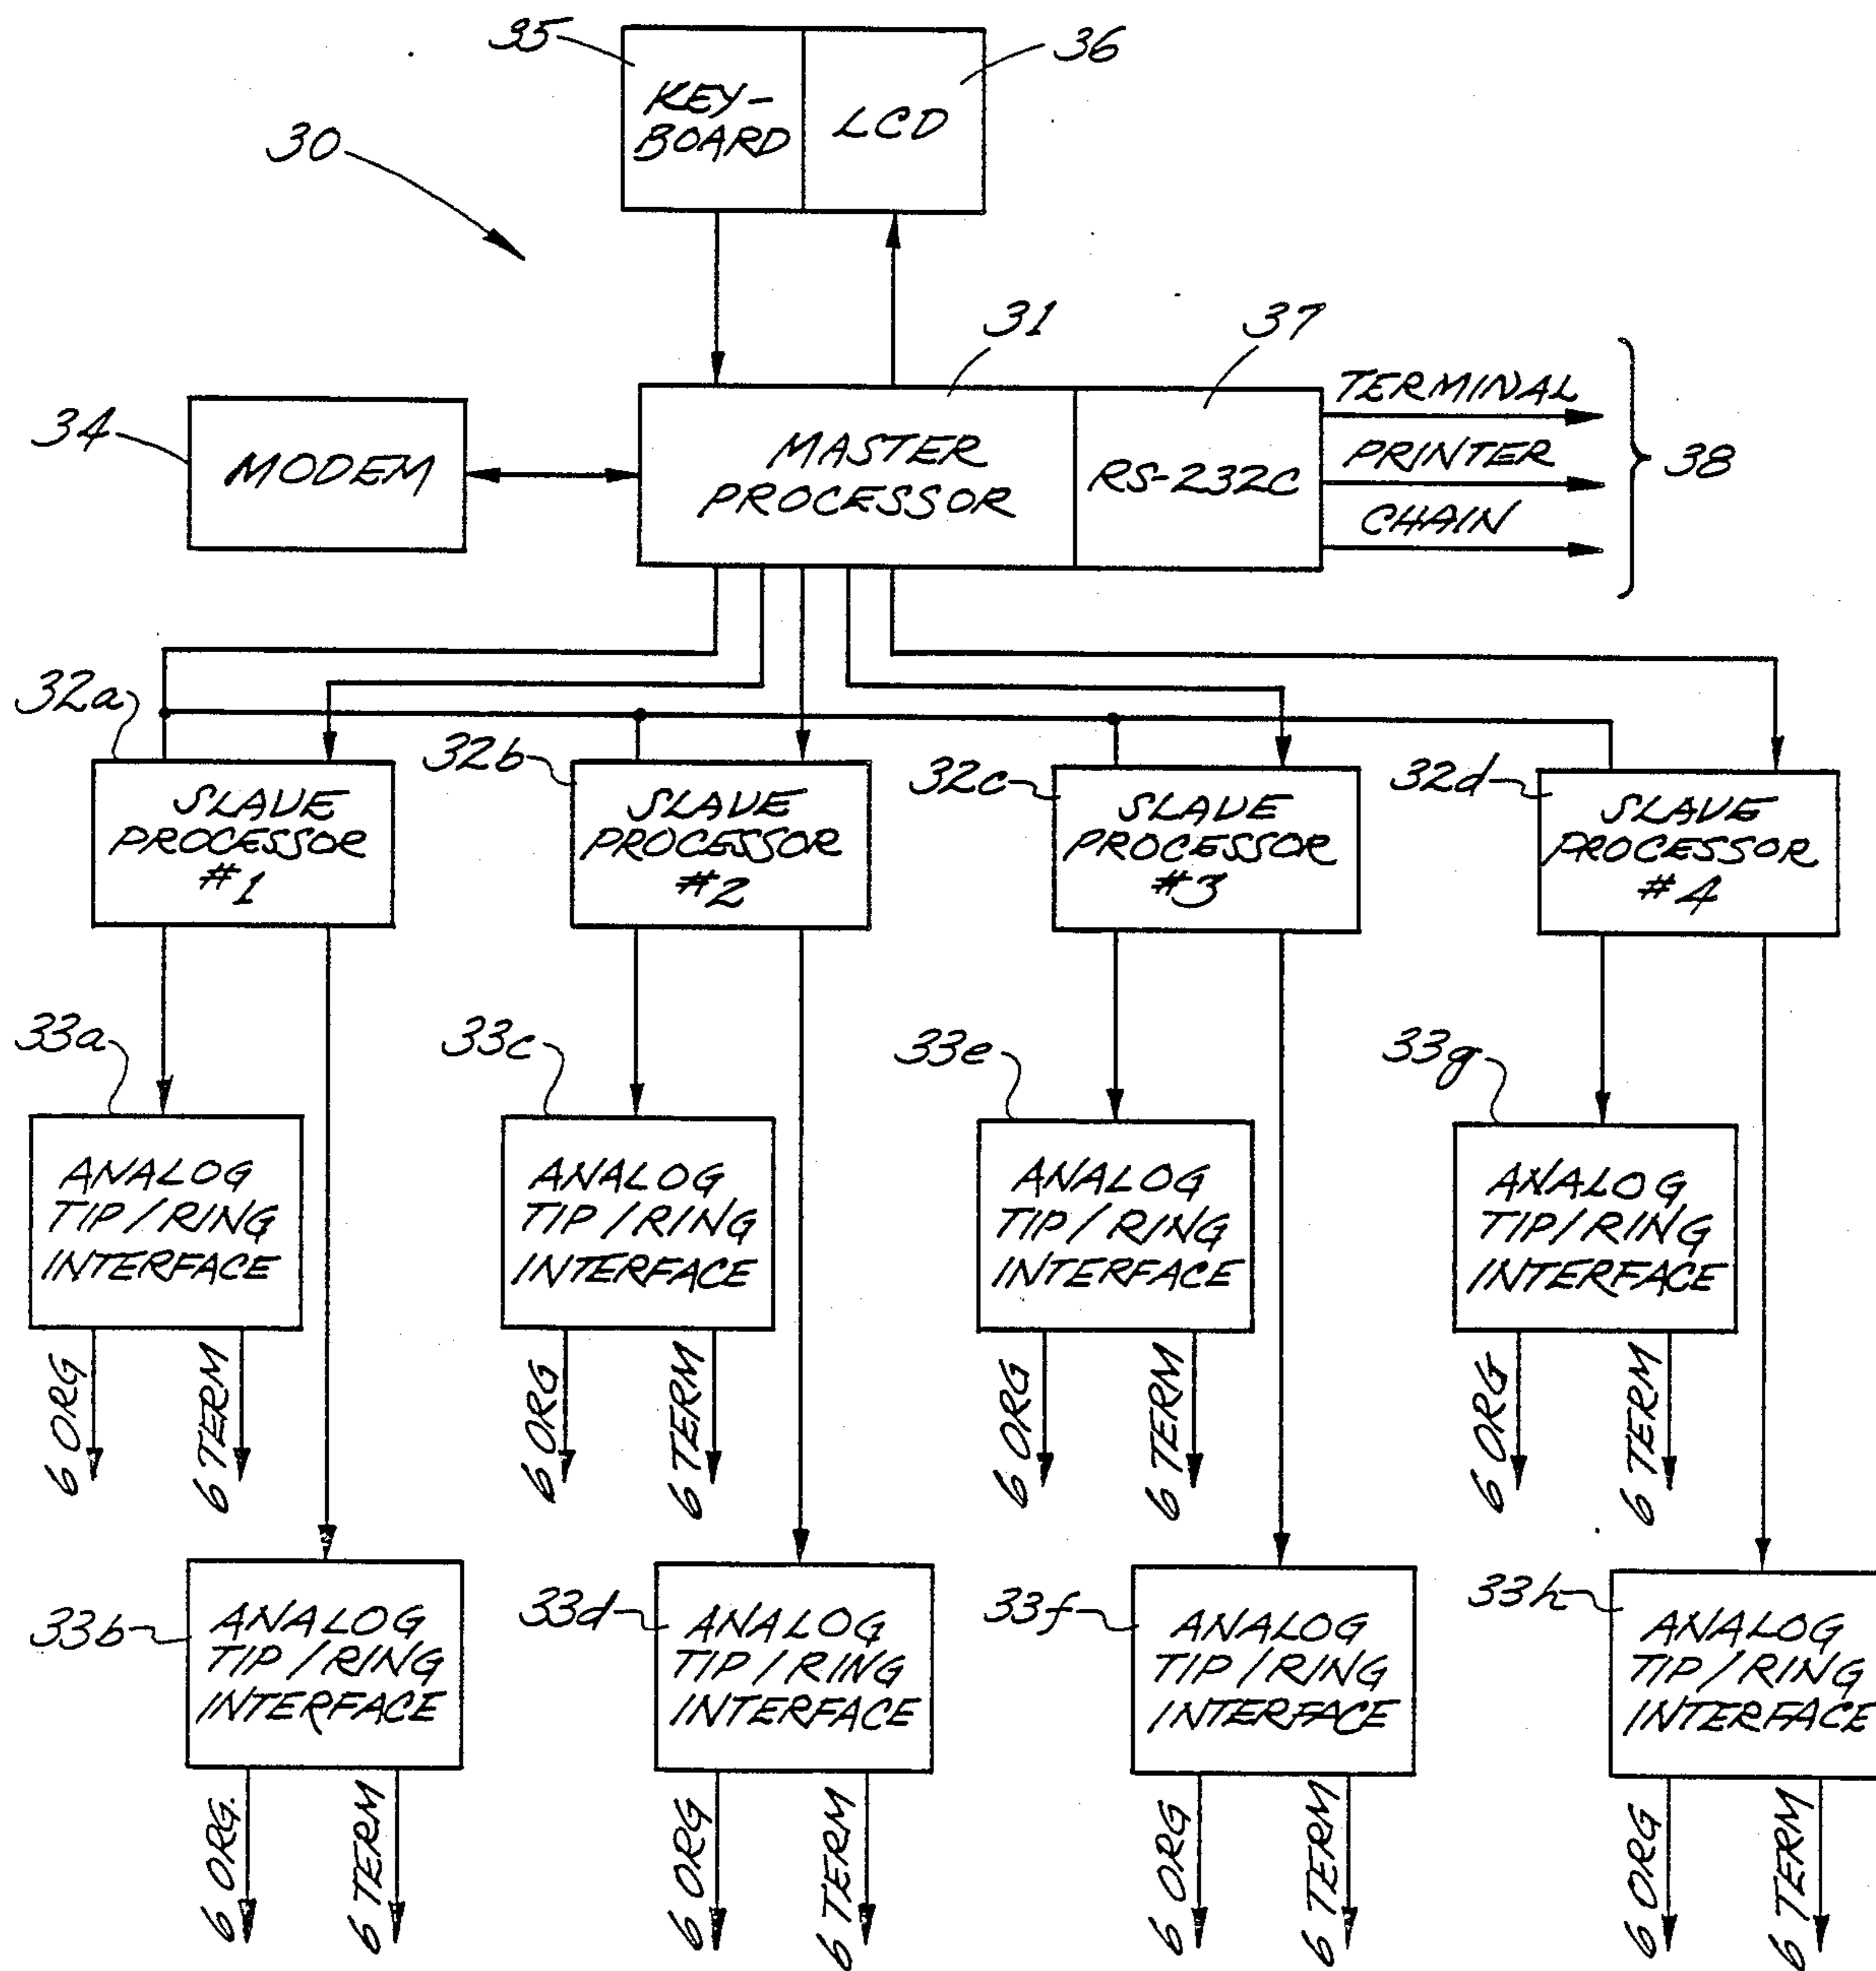 35
36
KEY-
BOARD
LCD
30
31
37
TERMINAL
34
MODEM
MASTER
PROCESSOR
RS-232C
PRINTER
38
CHAIN
32a
32b
32c
32d
SLAVE
PROCESSOR
#1
SLAVE
PROCESSOR
#2
SLAVE
PROCESSOR
#3
SLAVE
PROCESSOR
#4
33a
33c
33e
33g
ANALOG
TIP/RING
INTERFACE
ANALOG
TIP/RING
INTERFACE
ANALOG
TIP/RING
INTERFACE
ANALOG
TIP/RING
INTERFACE
6 ORG
6 TERM
6 ORG
6 TERM
6 ORG
6 TERM
6 ORG
6 TERM
33b
ANALOG
TIP/RING
INTERFACE
33d
ANALOG
TIP/RING
INTERFACE
33f
ANALOG
TIP/RING
INTERFACE
33h
ANALOG
TIP/RING
INTERFACE
6 ORG.
6 TERM
6 ORG
6 TERM
6 ORG
6 TERM
6 ORG
6 TERM